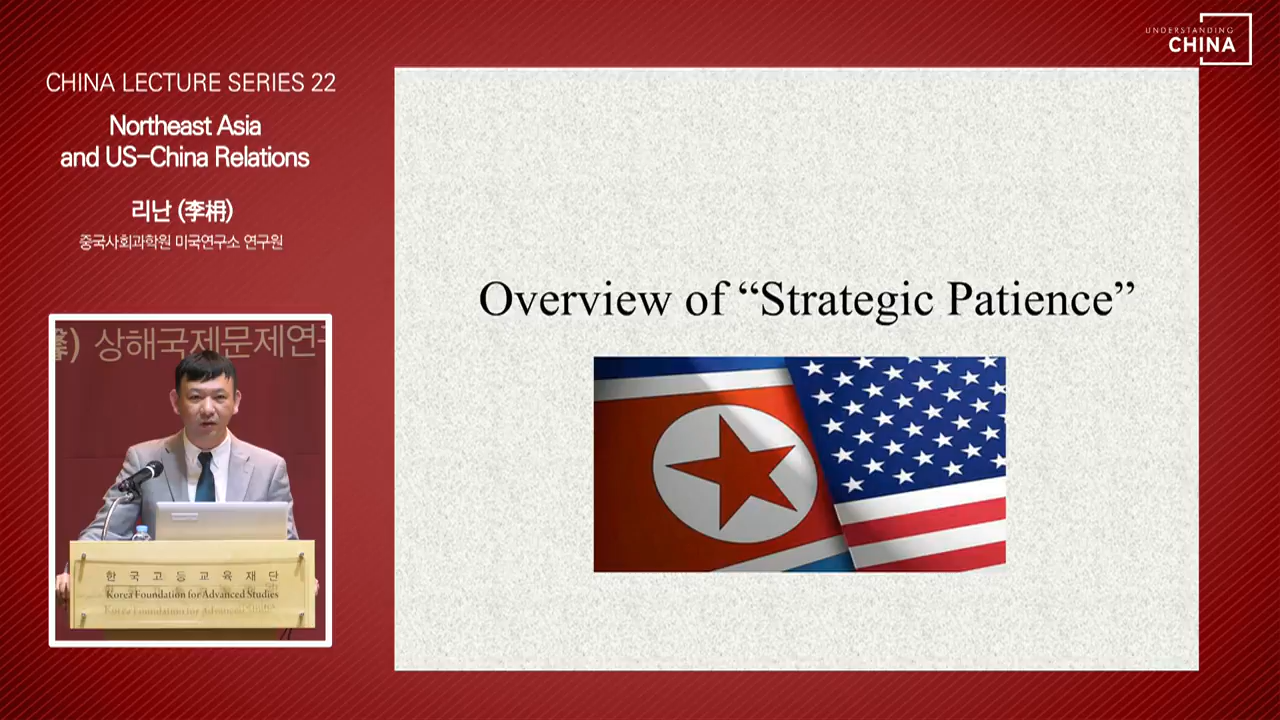 UNDERSTANDING
CHINA
CHINA LECTURE SERIES 22
Northeast Asia
and US-China Relations
리난 (李枏)
중국사회과학원 미국연구소 연구원
Overview of “Strategic Patience”
상해국제문제연구
한국고등교육재단
Korea Foundation for Advanced Studies